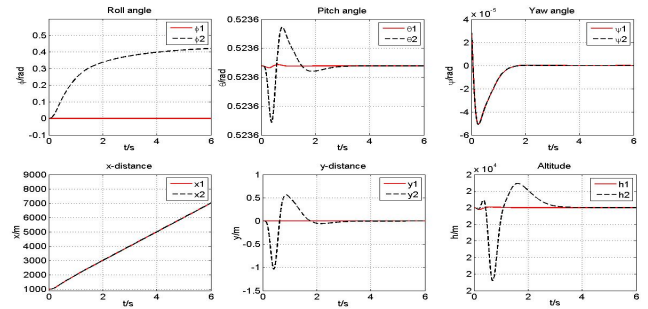 Roll angle
ϕ/rad
0.5
0.4
0.3
0.2
0.1
0
-0.1
0 2 4 6
t/s
ϕ1
ϕ2
Pitch angle
θ/rad
0.5236
0.5236
0.5236
0.5236
0.5236
0 2 4 6
t/s
θ1
θ2
Yaw angle
x 10^-5
ψ/rad
4
2
0
-2
-4
-6
0 2 4 6
t/s
ψ1
ψ2
x-distance
x/m
9000
8000
7000
6000
5000
4000
3000
2000
1000
0 2 4 6
t/s
x1
x2
y-distance
y/m
1
0.5
0
-0.5
-1
-1.5
0 2 4 6
t/s
y1
y2
Altitude
x 10^4
h/m
2
2
2
2
2
2
2
2
0 2 4 6
t/s
h1
h2